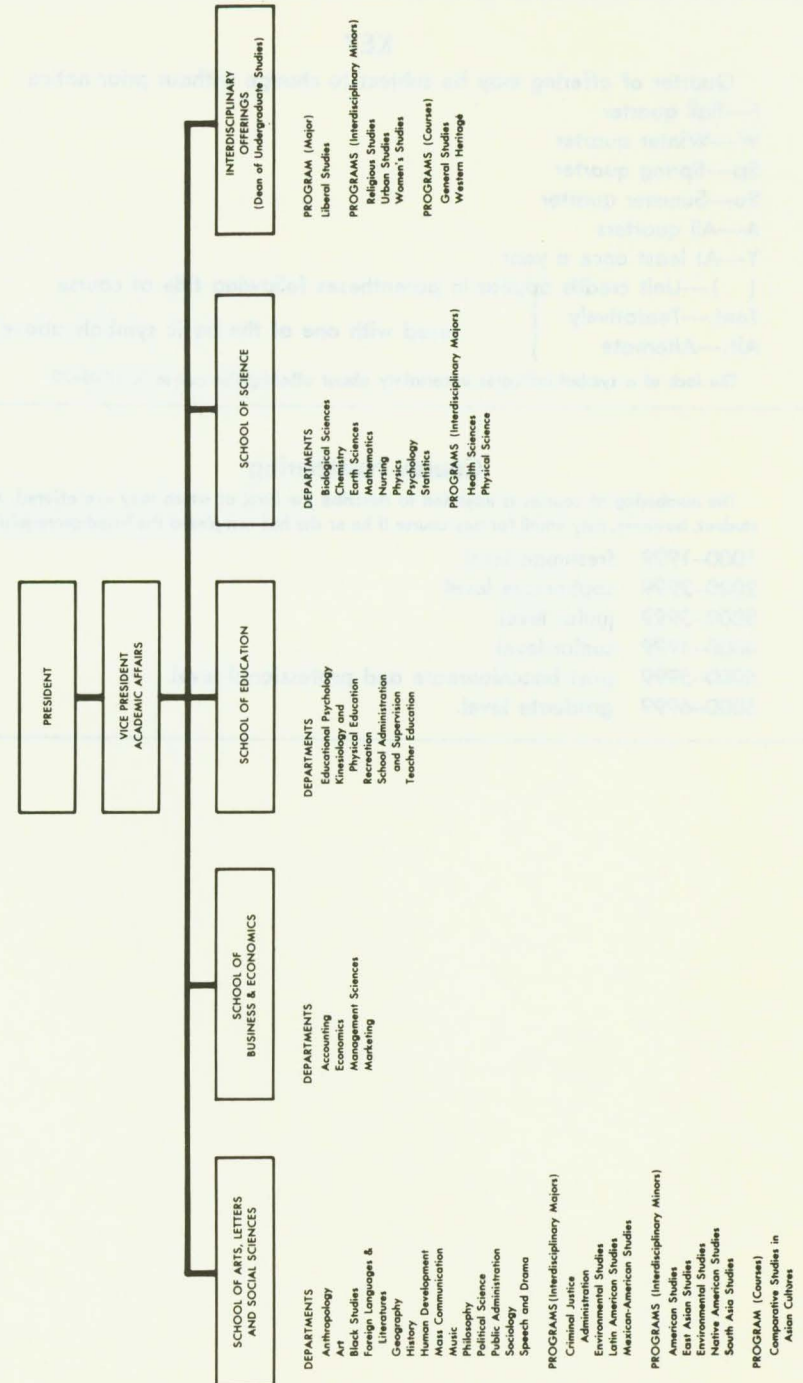 PRESIDENT
VICE PRESIDENT
ACADEMIC AFFAIRS
SCHOOL OF ARTS, LETTERS
AND SOCIAL SCIENCES
DEPARTMENTS
Anthropology
Art
Black Studies
Foreign Languages &
Literatures
Geography
History
Human Development
Mass Communication
Music
Philosophy
Political Science
Public Administration
Sociology
Speech and Drama
PROGRAMS (Interdisciplinary Majors)
Criminal Justice
Administration
Environmental Studies
Latin American Studies
Mexican-American Studies
PROGRAMS (Interdisciplinary Minors)
American Studies
East Asian Studies
Environmental Studies
Native American Studies
South Asia Studies
PROGRAM (Courses)
Comparative Studies in
Asian Cultures
SCHOOL OF
BUSINESS & ECONOMICS
DEPARTMENTS
Accounting
Economics
Management Sciences
Marketing
SCHOOL OF EDUCATION
DEPARTMENTS
Educational Psychology
Kinesiology and
Physical Education
Recreation
School Administration
and Supervision
Teacher Education
SCHOOL OF SCIENCE
DEPARTMENTS
Biological Sciences
Chemistry
Earth Sciences
Mathematics
Nursing
Physics
Psychology
Statistics
PROGRAMS (Interdisciplinary Majors)
Health Sciences
Physical Science
INTERDISCIPLINARY
OFFERINGS
(Dean of Undergraduate Studies)
PROGRAM (Major)
Liberal Studies
PROGRAMS (Interdisciplinary Minors)
Religious Studies
Urban Studies
Women's Studies
PROGRAMS (Courses)
General Studies
Western Heritage